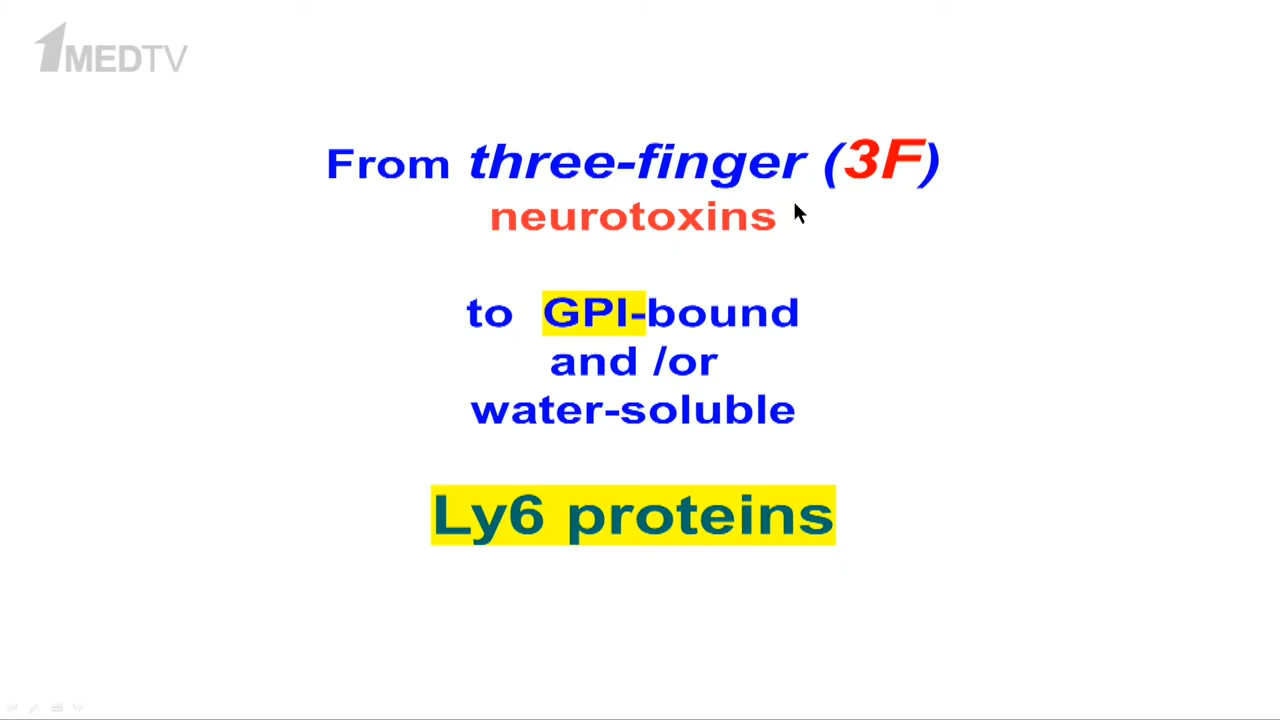 1MEDTV
From three-finger (3F)
neurotoxins
to GPI-bound
and /or
water-soluble
Ly6 proteins